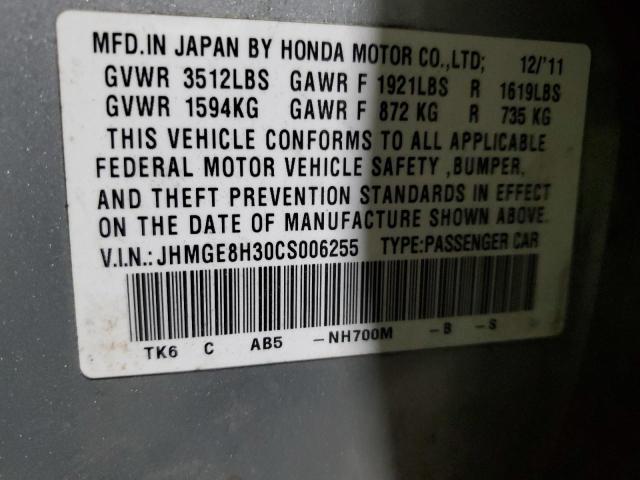 MFD.IN JAPAN BY HONDA MOTOR CO.,LTD; 12/'11
GVWR 3512LBS GAWR F 1921LBS R 1619LBS
GVWR 1594KG GAWR F 872 KG R 735 KG
THIS VEHICLE CONFORMS TO ALL APPLICABLE
FEDERAL MOTOR VEHICLE SAFETY ,BUMPER,
AND THEFT PREVENTION STANDARDS IN EFFECT
ON THE DATE OF MANUFACTURE SHOWN ABOVE.
V.I.N.: JHMGE8H30CS006255 TYPE:PASSENGER CAR
TK6 C AB5 -NH700M -B -S